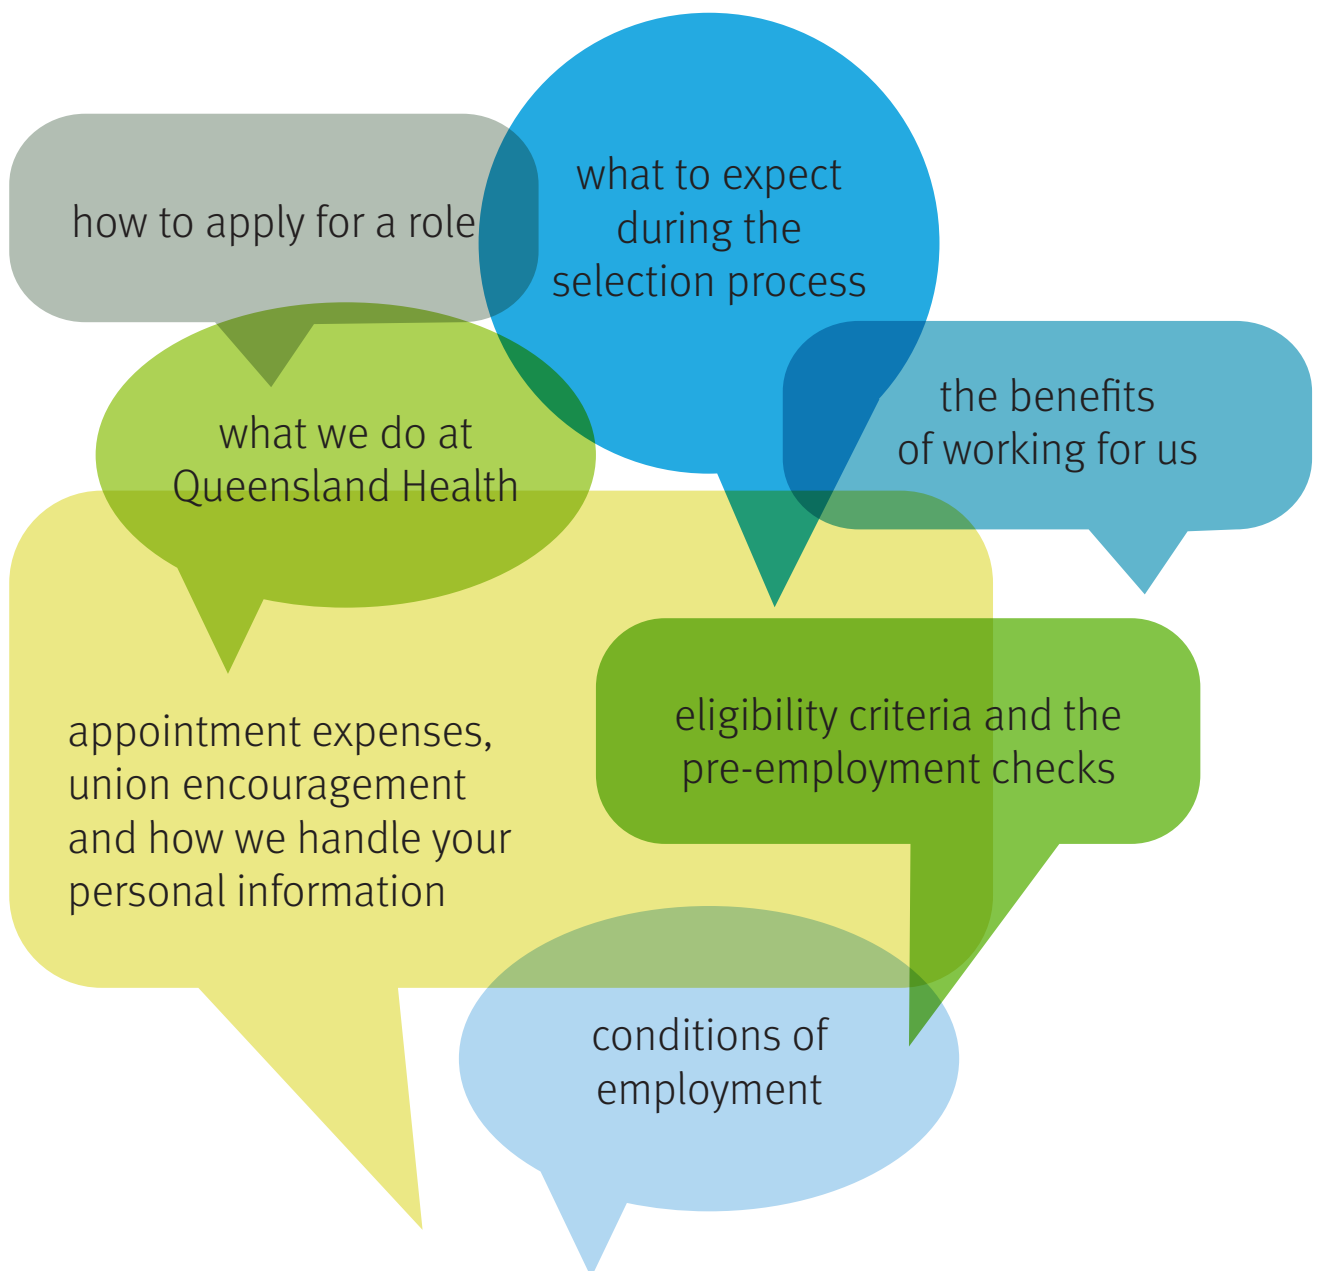 how to apply for a role
what to expect
during the
selection process
the benefits
of working for us
what we do at
Queensland Health
appointment expenses,
union encouragement
and how we handle your
personal information
eligibility criteria and the
pre-employment checks
conditions of
employment